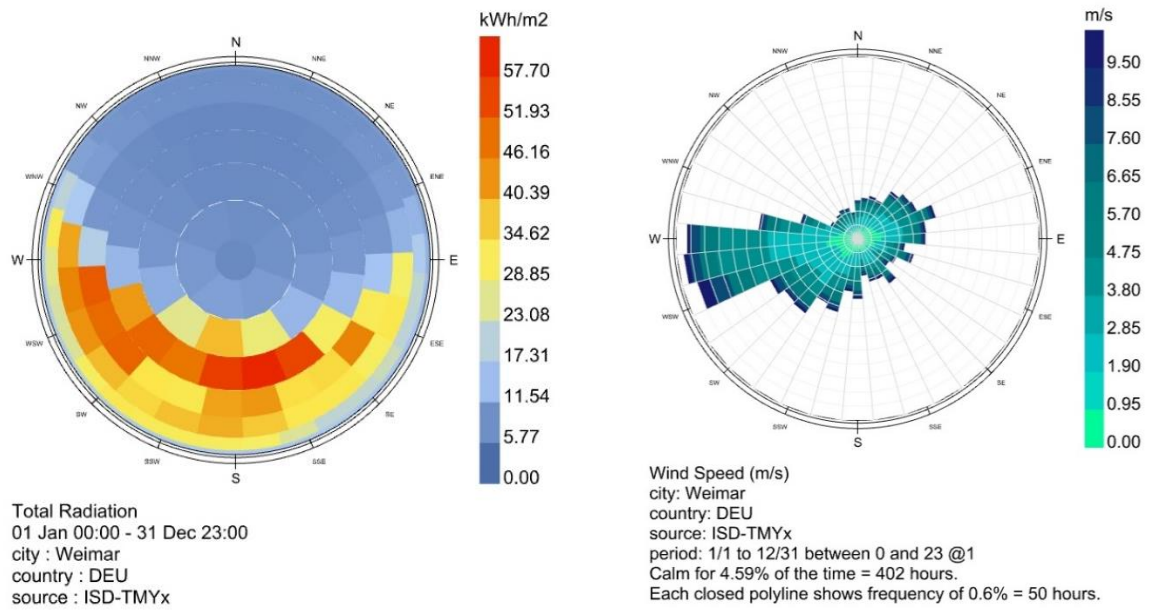 kWh/m2
57.70
51.93
46.16
40.39
34.62
28.85
23.08
17.31
11.54
5.77
0.00
N
NNE
NE
ENE
E
ESE
SE
SSE
S
SSW
SW
WSW
W
WNW
NW
NNW
Total Radiation
01 Jan 00:00 - 31 Dec 23:00
city : Weimar
country : DEU
source : ISD-TMYx
m/s
9.50
8.55
7.60
6.65
5.70
4.75
3.80
2.85
1.90
0.95
0.00
N
NNE
NE
ENE
E
ESE
SE
SSE
S
SSW
SW
WSW
W
WNW
NW
NNW
Wind Speed (m/s)
city: Weimar
country: DEU
source: ISD-TMYx
period: 1/1 to 12/31 between 0 and 23 @1
Calm for 4.59% of the time = 402 hours.
Each closed polyline shows frequency of 0.6% = 50 hours.